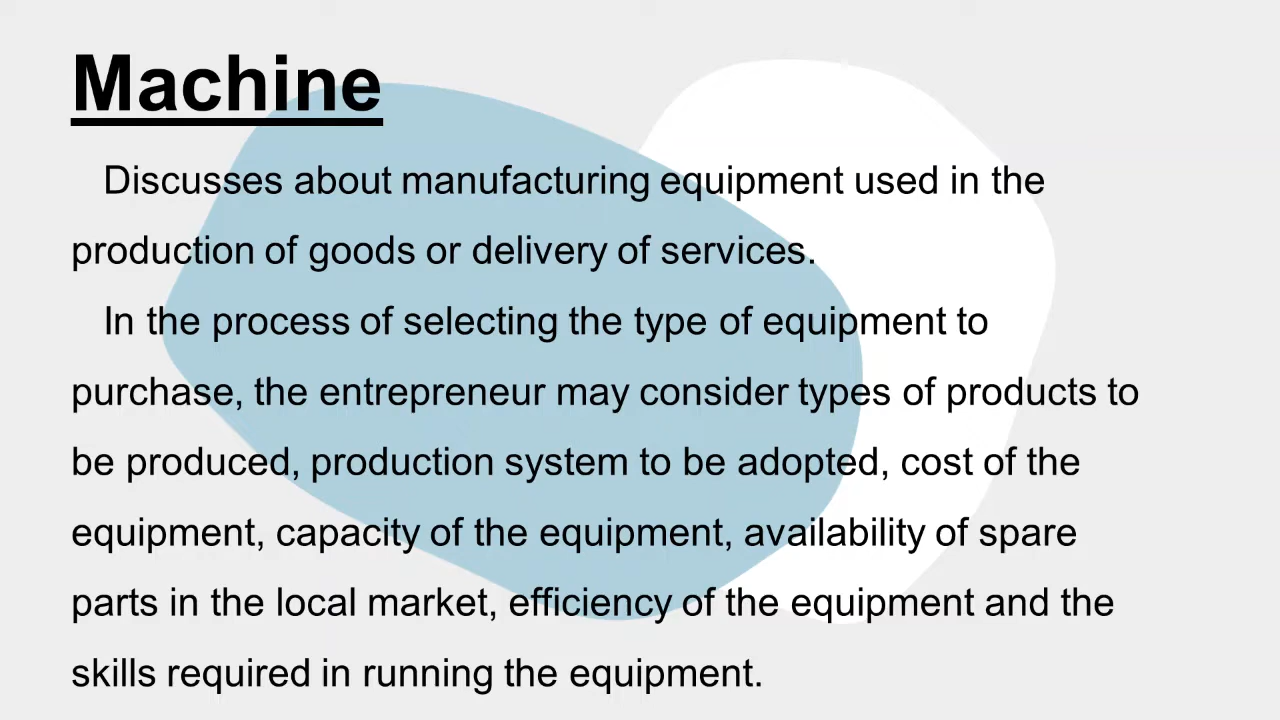 Machine
Discusses about manufacturing equipment used in the
production of goods or delivery of services.
In the process of selecting the type of equipment to
purchase, the entrepreneur may consider types of products to
be produced, production system to be adopted, cost of the
equipment, capacity of the equipment, availability of spare
parts in the local market, efficiency of the equipment and the
skills required in running the equipment.